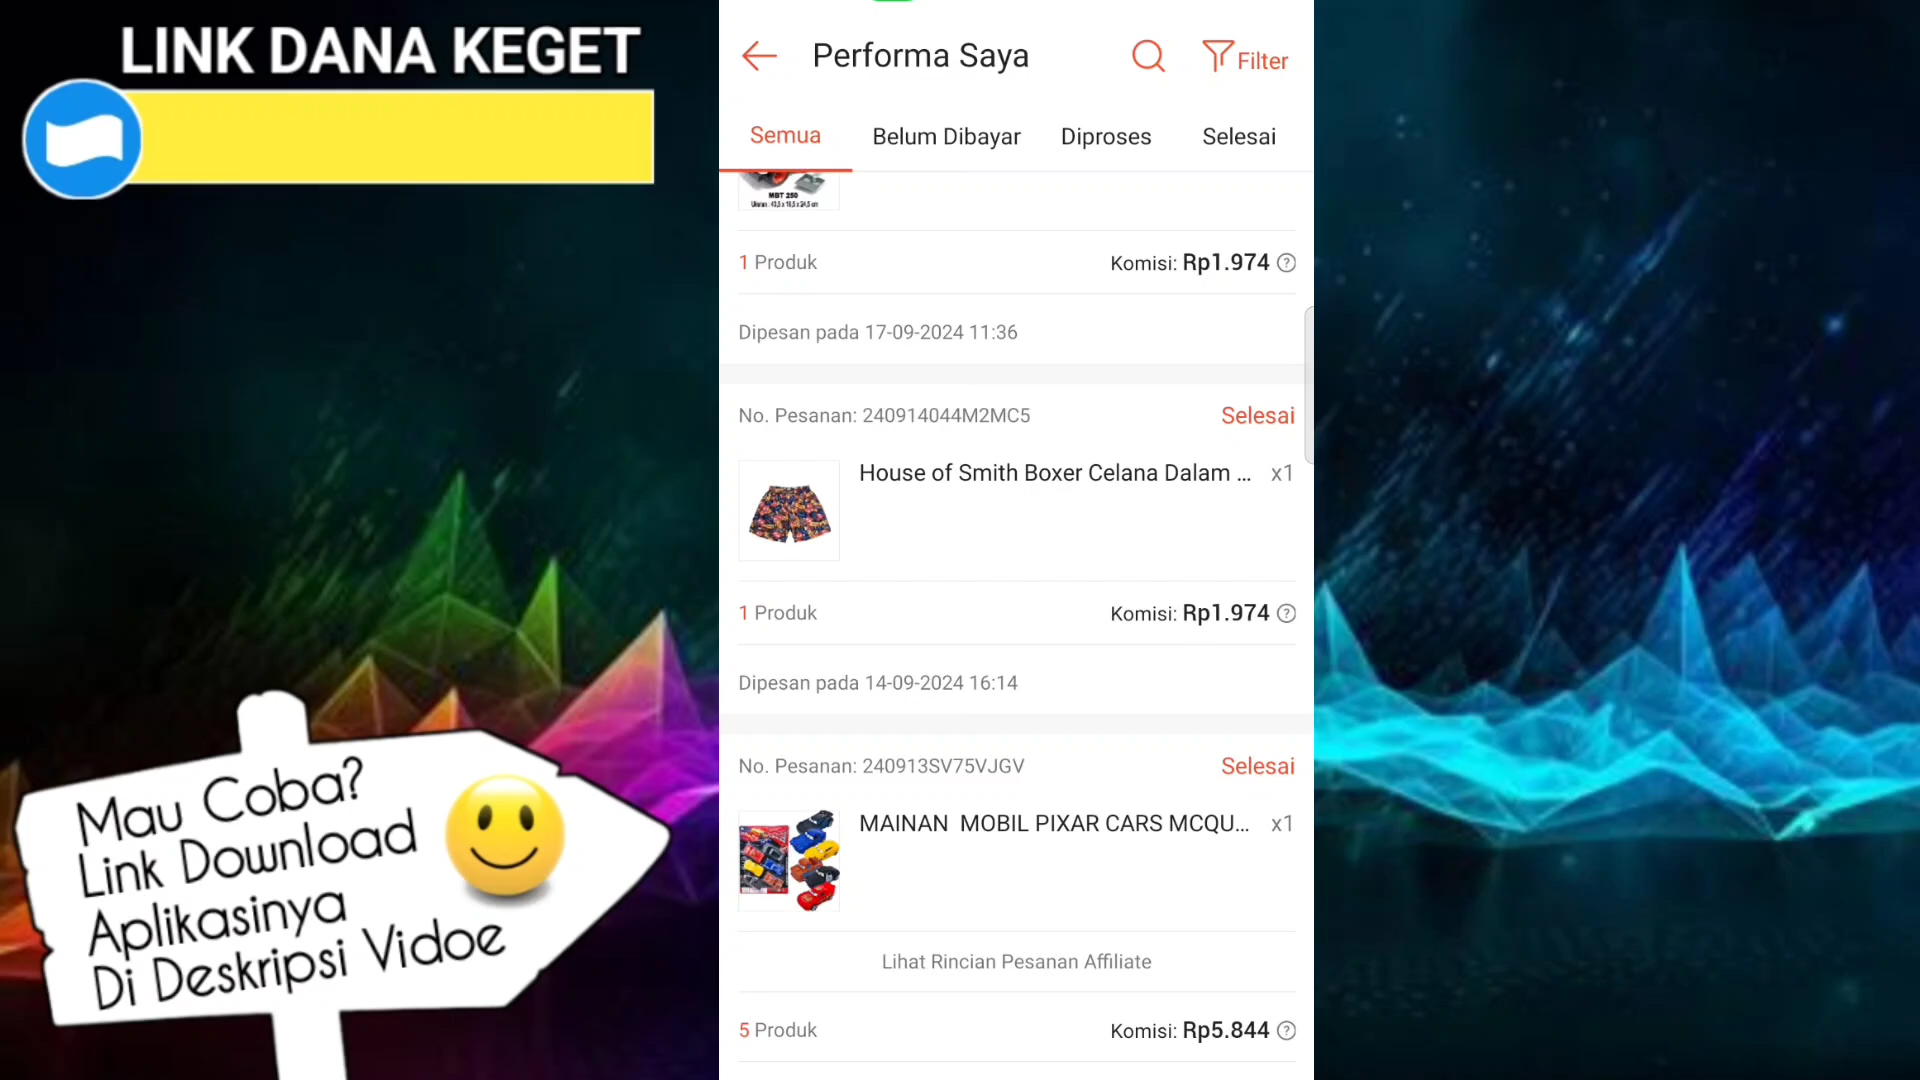 LINK DANA KEGET
Performa Saya
Filter
Semua
Belum Dibayar
Diproses
Selesai
MBT 250
1 Produk
Komisi: Rp1.974
Dipesan pada 17-09-2024 11:36
No. Pesanan: 240914044M2MC5
Selesai
House of Smith Boxer Celana Dalam ...
x1
1 Produk
Komisi: Rp1.974
Dipesan pada 14-09-2024 16:14
No. Pesanan: 240913SV75VJGV
Selesai
MAINAN MOBIL PIXAR CARS MCQU...
x1
Lihat Rincian Pesanan Affiliate
5 Produk
Komisi: Rp5.844
Mau Coba?
Link Download
Aplikasinya
Di Deskripsi Vidoe